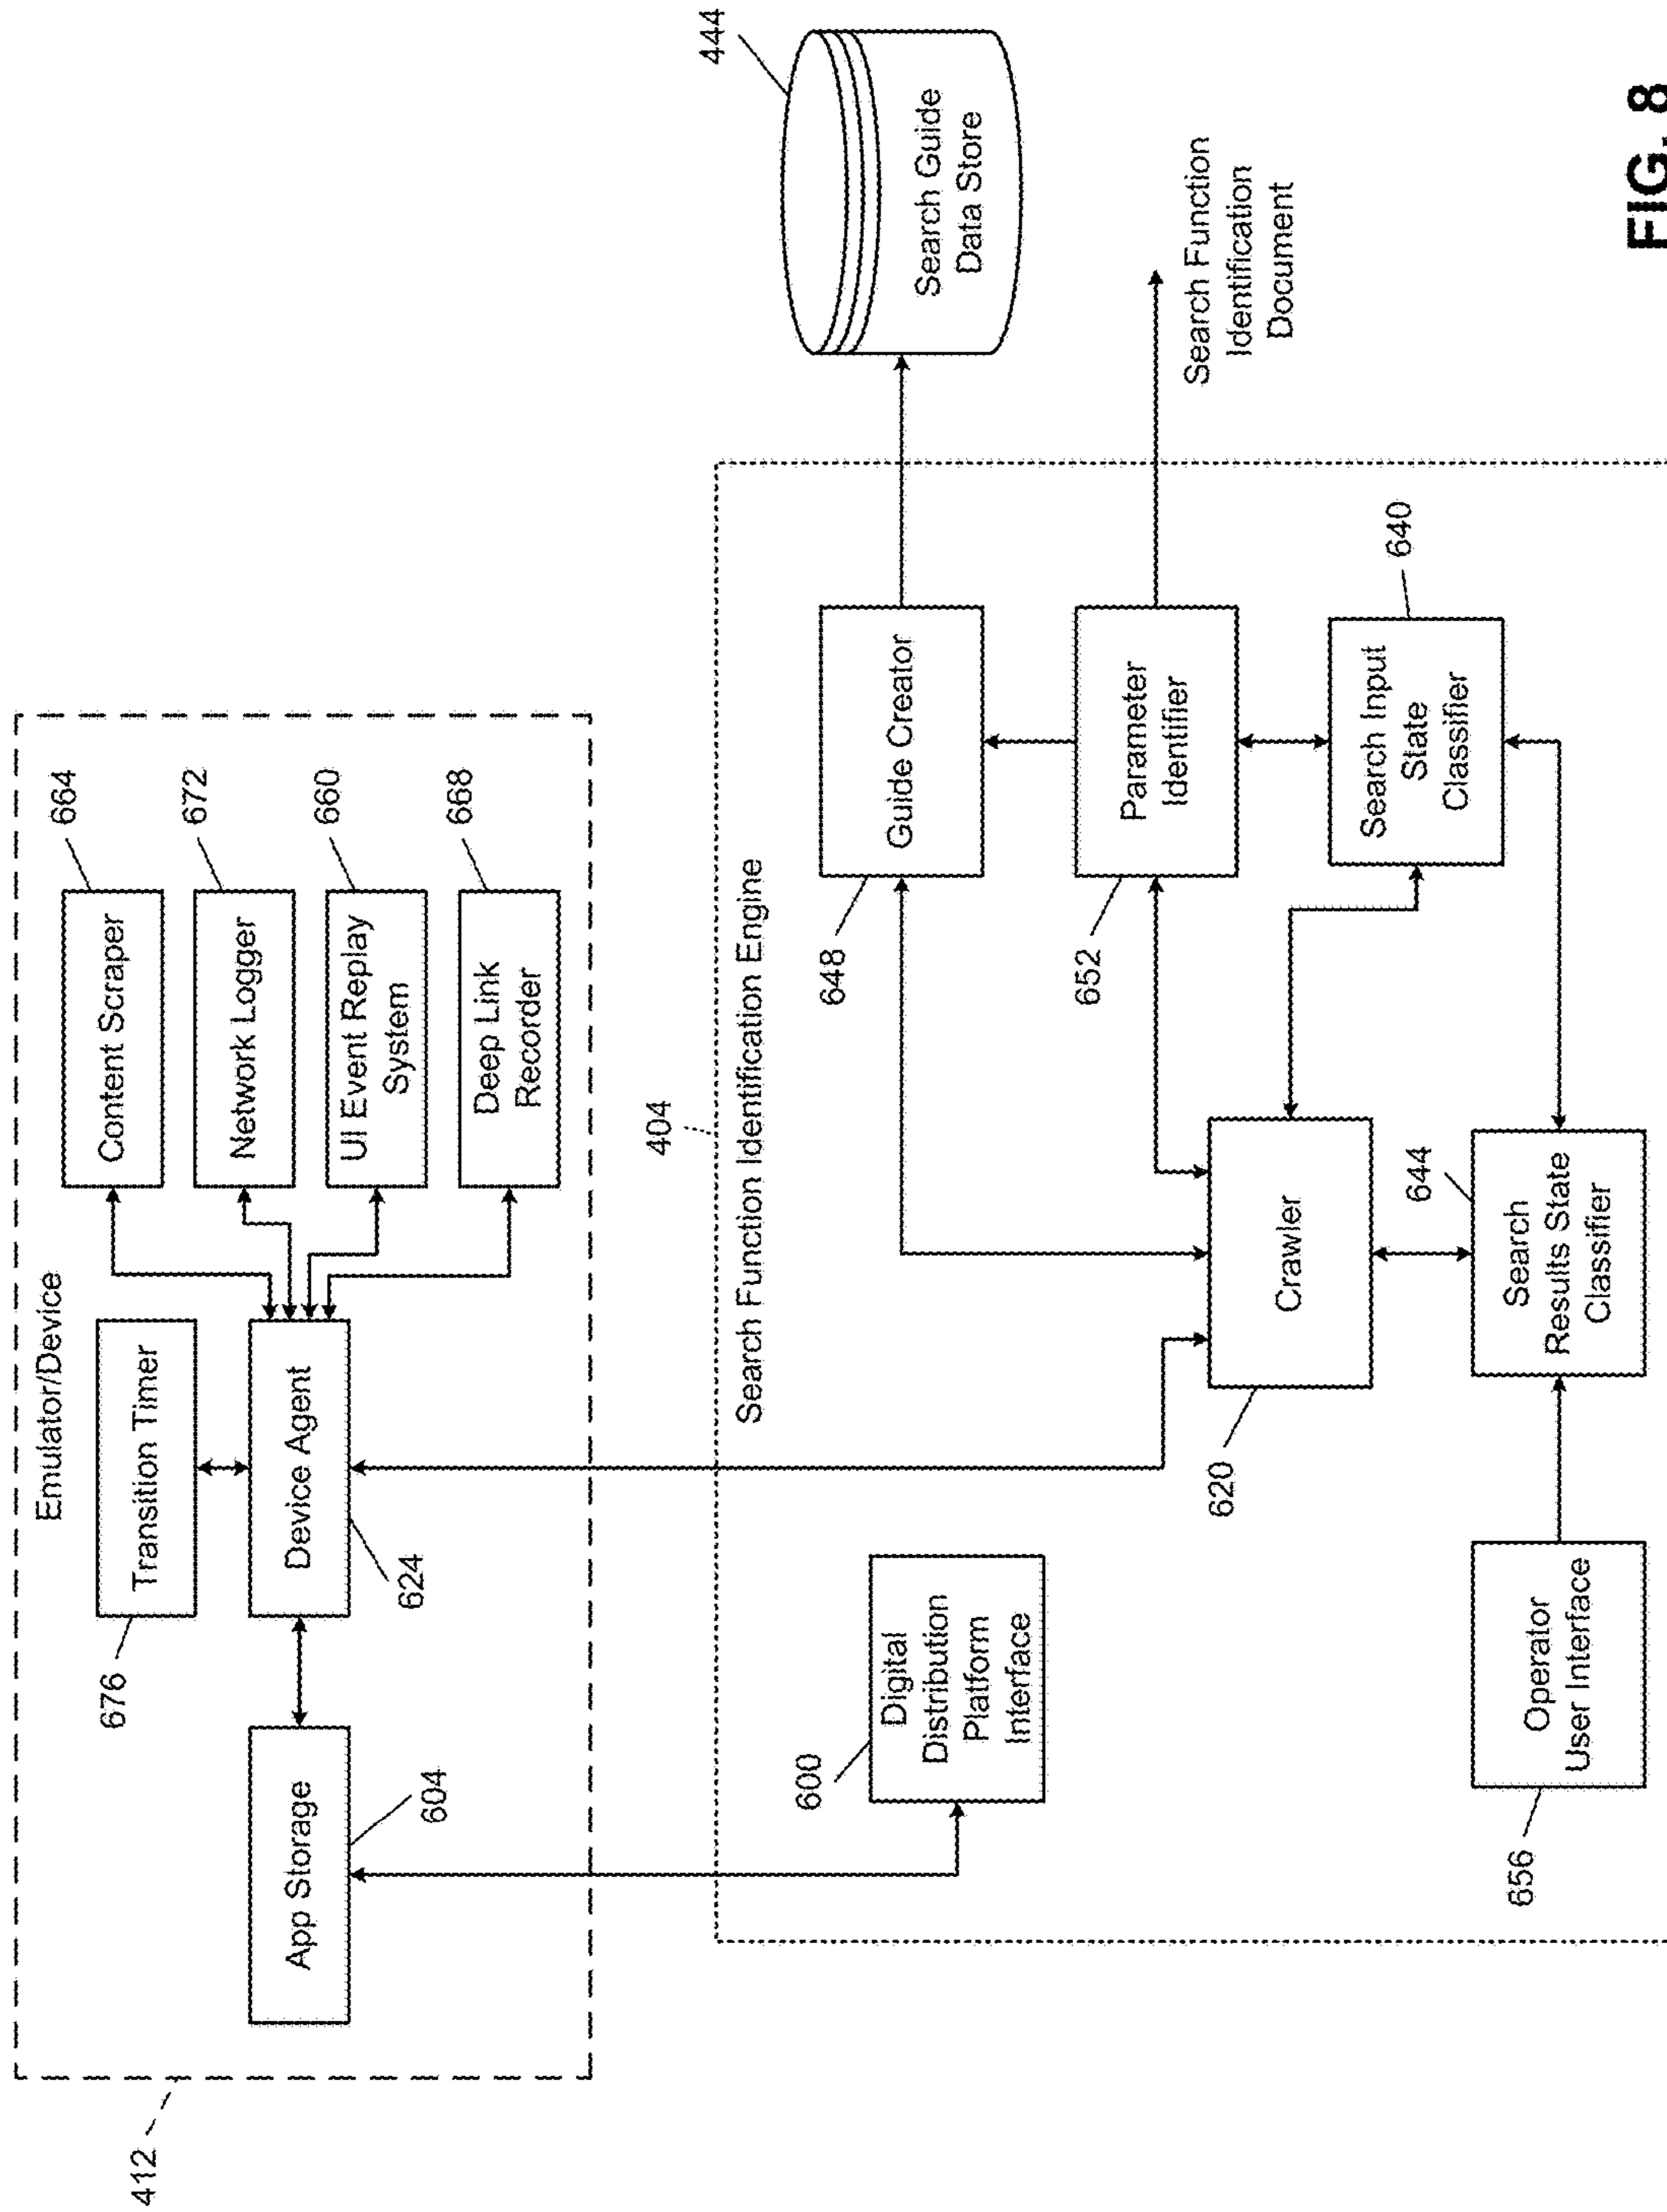 412
Emulator/Device
676
Transition Timer
664
Content Scraper
672
Network Logger
660
UI Event Replay
System
668
Deep Link
Recorder
App Storage
604
Device Agent
624
404
Search Function Identification Engine
444
Search Guide
Data Store
600
Digital
Distribution
Platform
Interface
648
Guide Creator
652
Parameter
Identifier
Search Function
Identification
Document
620
Crawler
640
Search Input
State
Classifier
644
Search
Results State
Classifier
656
Operator
User Interface
FIG. 8